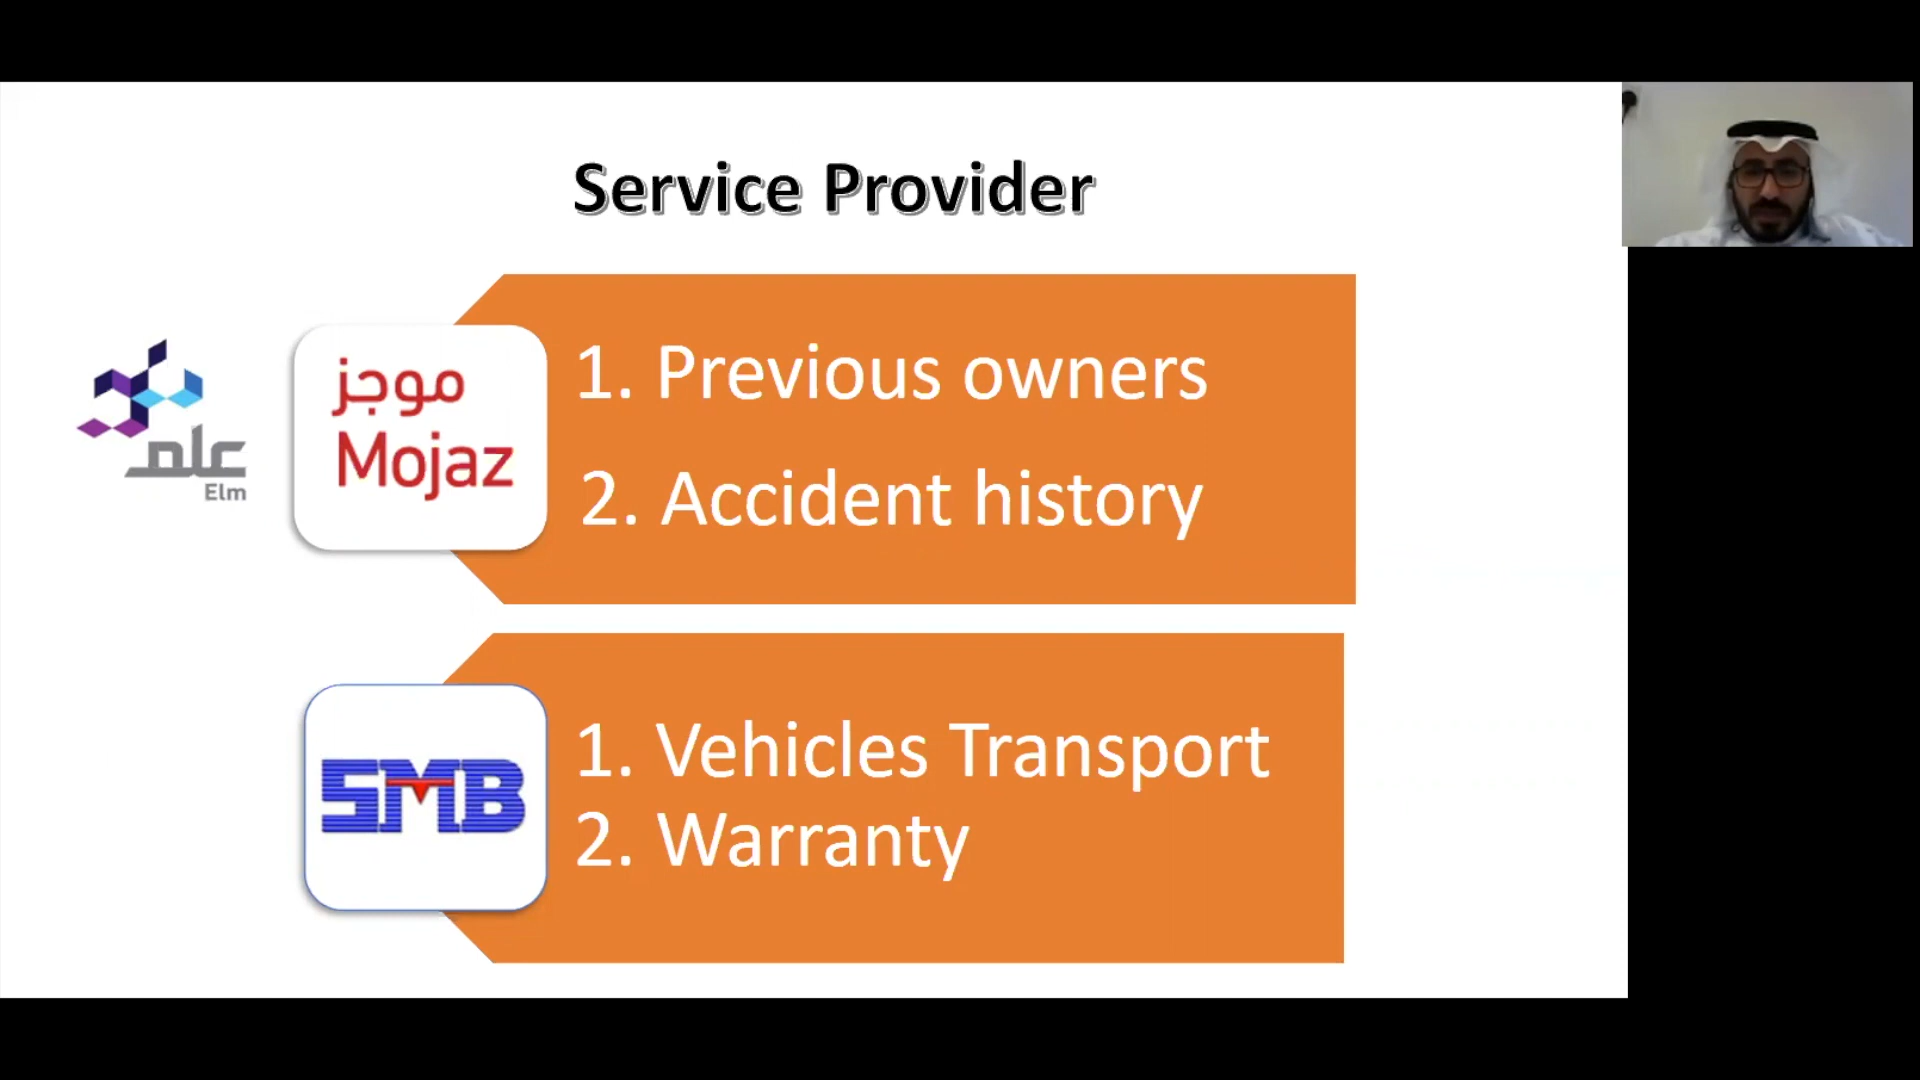 Service Provider
علم
Elm
موجز
Mojaz
1. Previous owners
2. Accident history
SMB
1. Vehicles Transport
2. Warranty